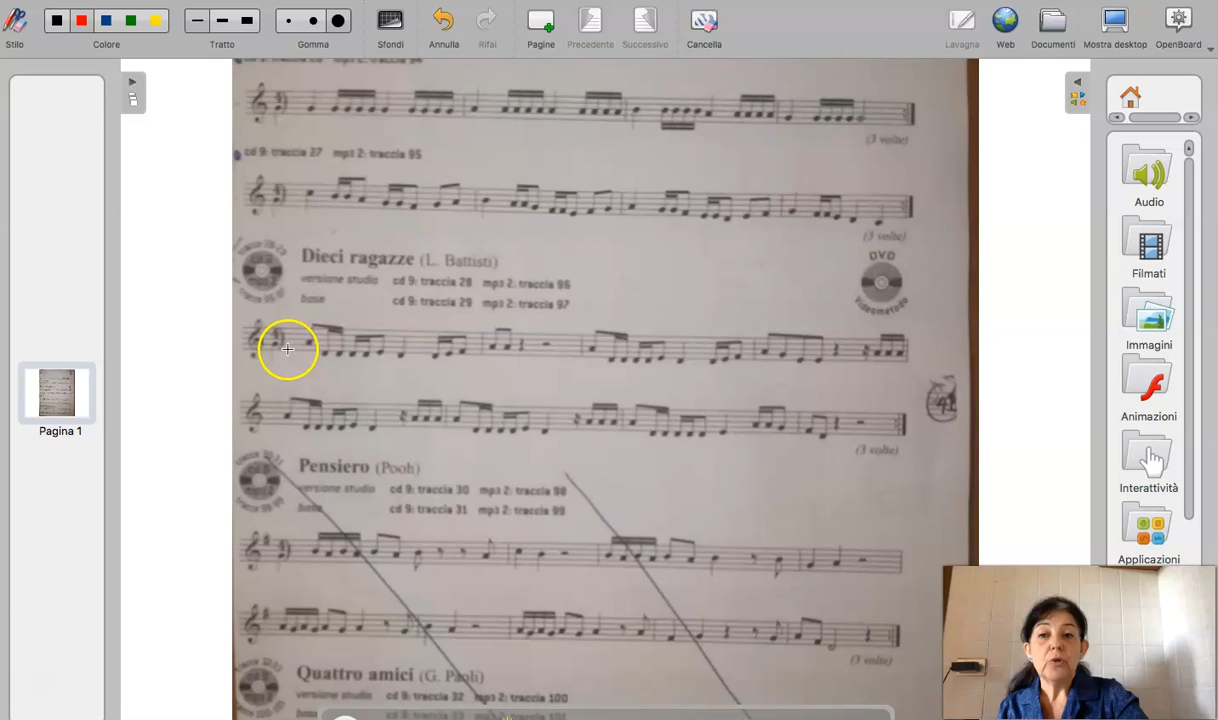 Stilo
Colore
Tratto
Gomma
Sfondi
Annulla
Rifai
Pagine
Precedente
Successivo
Cancella
Lavagna
Web
Documenti
Mostra desktop
OpenBoard
(3 volte)
cd 9: traccia 27 mp3 2: traccia 95
(3 volte)
Dieci ragazze (L. Battisti)
versione studio cd 9: traccia 28 mp3 2: traccia 96
base cd 9: traccia 29 mp3 2: traccia 97
DVD
Videometodo
(3 volte)
Pensiero (Pooh)
versione studio cd 9: traccia 30 mp3 2: traccia 98
base cd 9: traccia 31 mp3 2: traccia 99
(3 volte)
Quattro amici (G. Paoli)
versione studio cd 9: traccia 32 mp3 2: traccia 100
Pagina 1
Audio
Filmati
Immagini
Animazioni
Interattività
Applicazioni